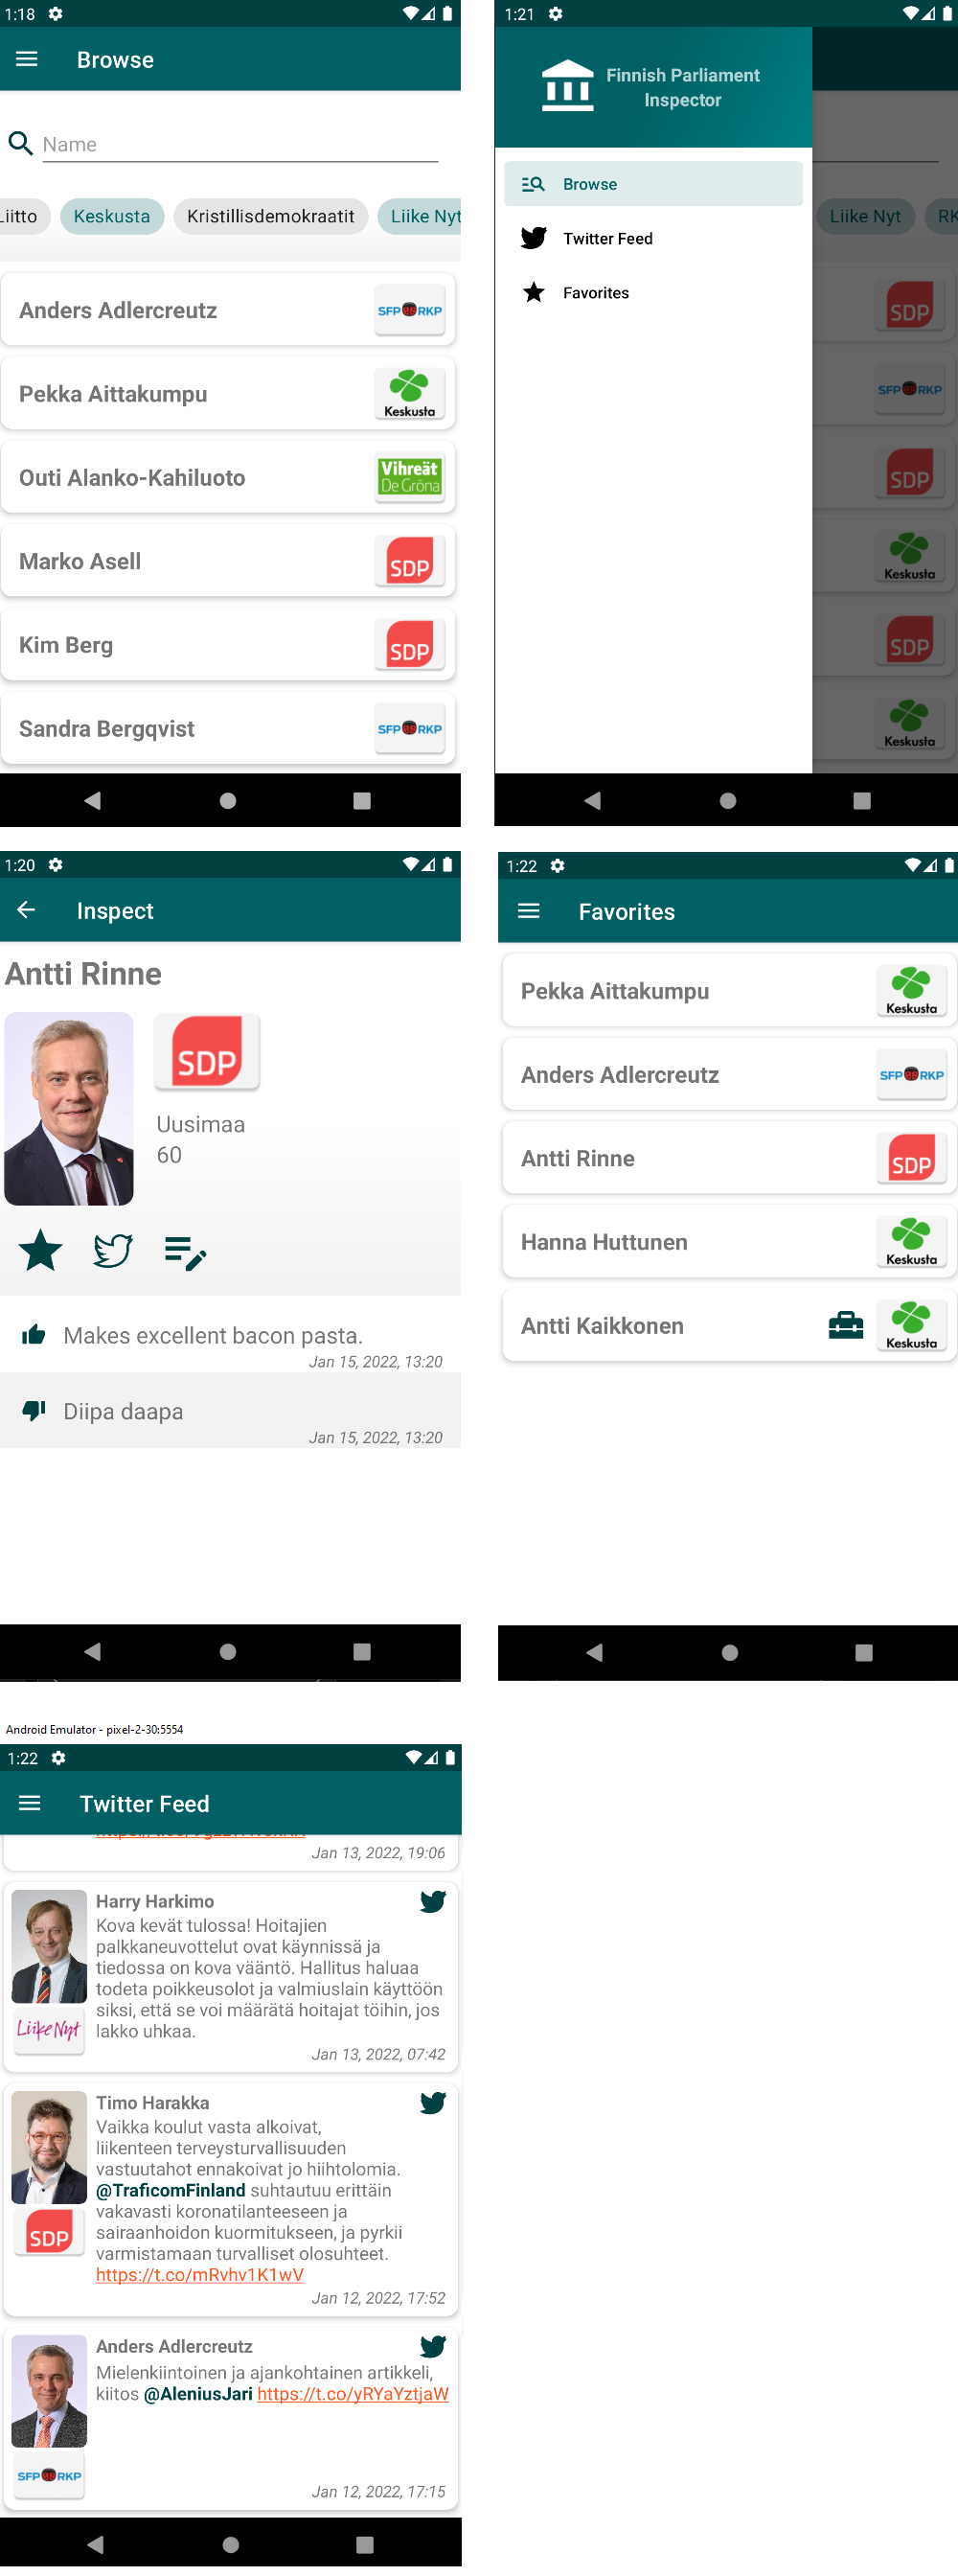 1:18
Browse
Name
Liitto Keskusta Kristillisdemokraatit Liike Nyt
Anders Adlercreutz
SFP RKP
Pekka Aittakumpu
Keskusta
Outi Alanko-Kahiluoto
Vihreät
De Gröna
Marko Asell
SDP
Kim Berg
SDP
Sandra Bergqvist
SFP RKP
1:21
Finnish Parliament
Inspector
Browse
Twitter Feed
Favorites
Liike Nyt RK
SDP
SFP RKP
SDP
Keskusta
SDP
Keskusta
1:20
Inspect
Antti Rinne
SDP
Uusimaa
60
Makes excellent bacon pasta.
Jan 15, 2022, 13:20
Diipa daapa
Jan 15, 2022, 13:20
1:22
Favorites
Pekka Aittakumpu
Keskusta
Anders Adlercreutz
SFP RKP
Antti Rinne
SDP
Hanna Huttunen
Keskusta
Antti Kaikkonen
Keskusta
Android Emulator - pixel-2-30:5554
1:22
Twitter Feed
Jan 13, 2022, 19:06
Harry Harkimo
Kova kevät tulossa! Hoitajien
palkkaneuvottelut ovat käynnissä ja
tiedossa on kova vääntö. Hallitus haluaa
todeta poikkeusolot ja valmiuslain käyttöön
siksi, että se voi määrätä hoitajat töihin, jos
lakko uhkaa.
Liike Nyt
Jan 13, 2022, 07:42
Timo Harakka
Vaikka koulut vasta alkoivat,
liikenteen terveysturvallisuuden
vastuutahot ennakoivat jo hiihtolomia.
@TraficomFinland suhtautuu erittäin
vakavasti koronatilanteeseen ja
sairaanhoidon kuormitukseen, ja pyrkii
varmistamaan turvalliset olosuhteet.
https://t.co/mRvhv1K1wV
SDP
Jan 12, 2022, 17:52
Anders Adlercreutz
Mielenkiintoinen ja ajankohtainen artikkeli,
kiitos @AleniusJari https://t.co/yRYaYztjaW
SFP RKP
Jan 12, 2022, 17:15